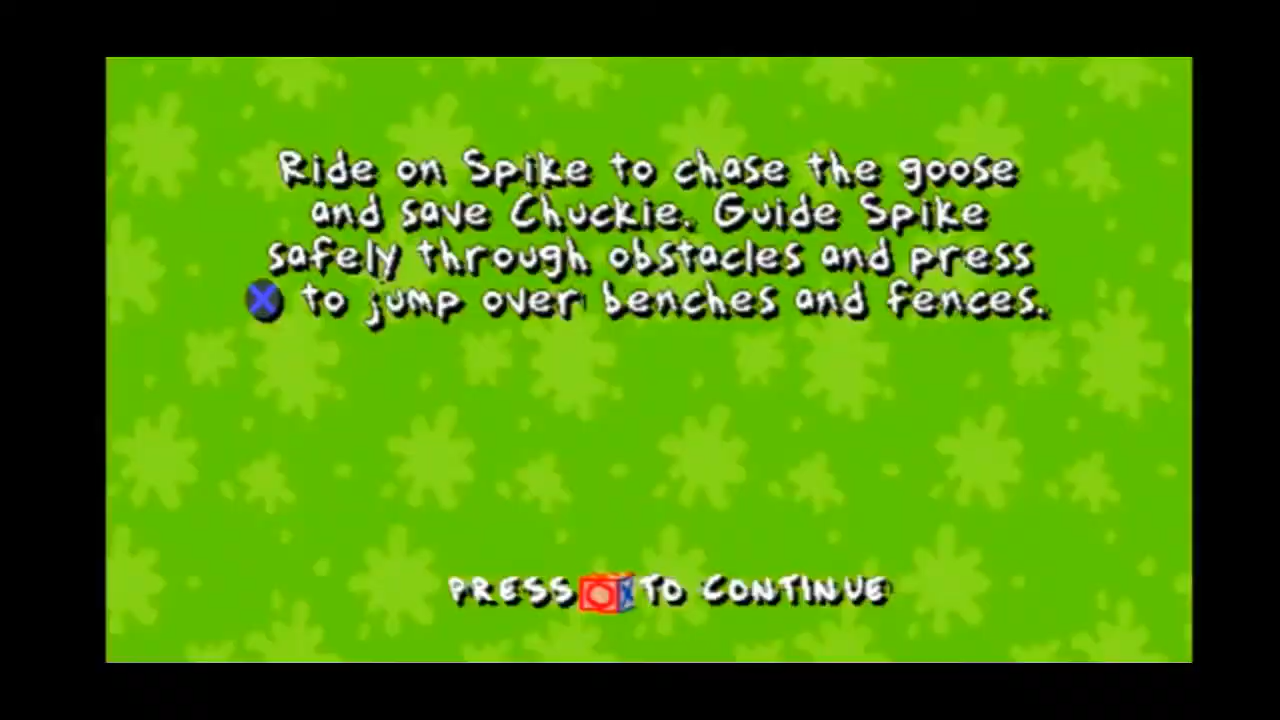 Ride on Spike to chase the goose
and save Chuckie. Guide Spike
safely through obstacles and press
X to jump over benches and fences.
PRESS TO CONTINUE